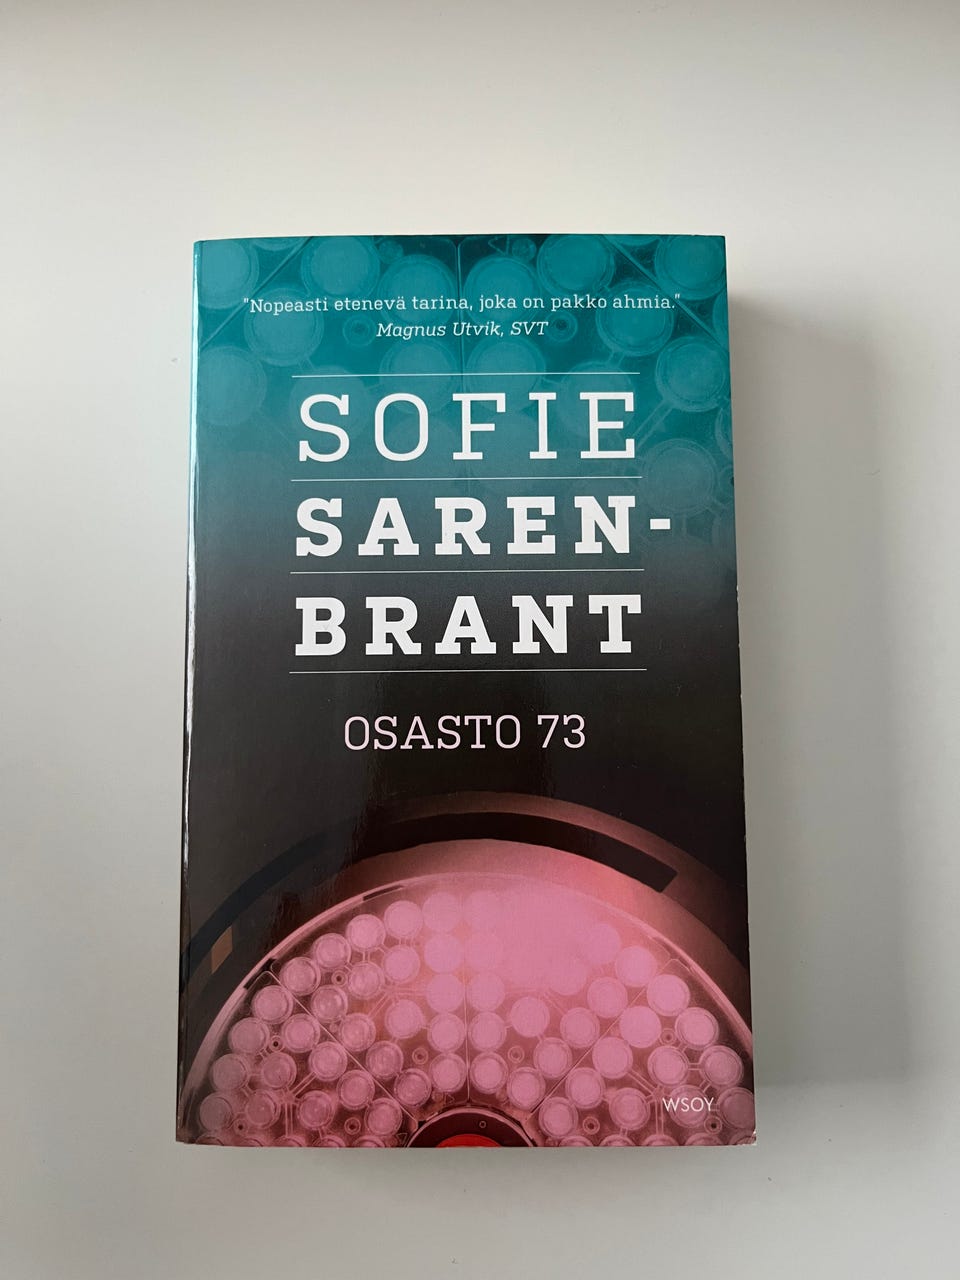 "Nopeasti etenevä tarina, joka on pakko ahmia."
Magnus Utvik, SVT
SOFIE
SAREN-
BRANT
OSASTO 73
WSOY